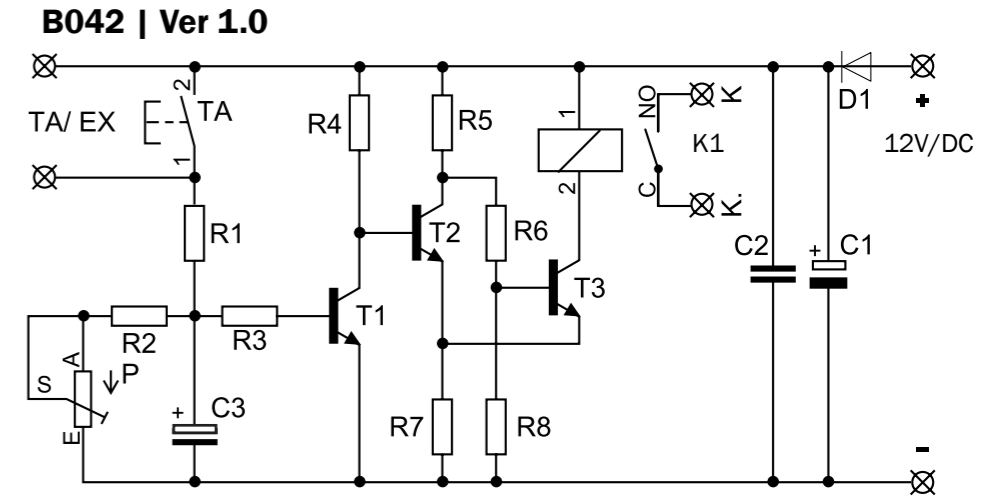 B042 | Ver 1.0
TA/ EX
2
TA
1
R1
R2
R3
R4
R5
R6
R7
R8
T1
T2
T3
A
S
P
E
+
C3
1
2
NO
K
K1
C
K.
D1
+
12V/DC
C2
+
C1
-